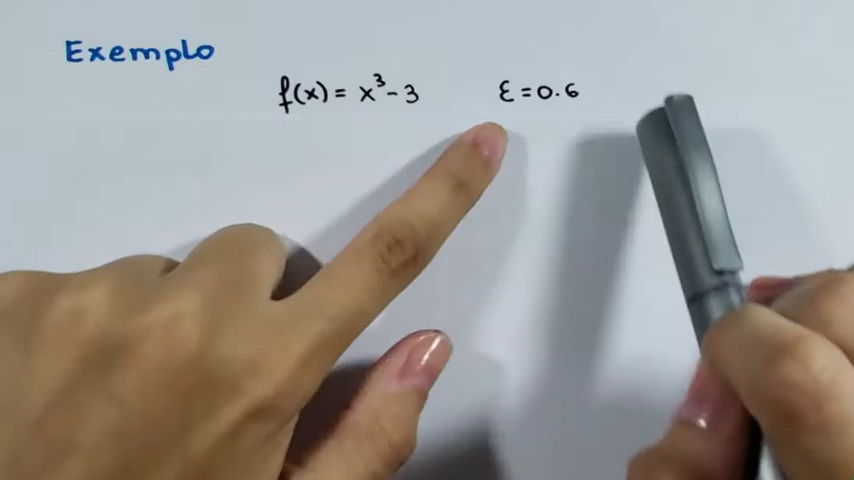 Exemplo
f(x) = x³ - 3 ε = 0.6